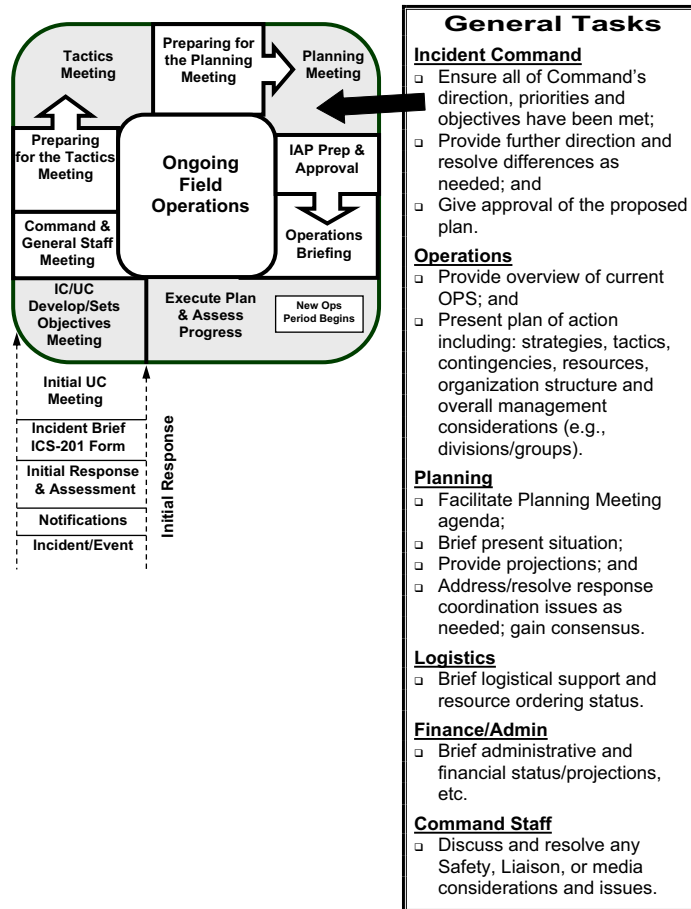 Tactics
Meeting
Preparing for
the Planning
Meeting
Planning
Meeting
Preparing
for the Tactics
Meeting
Ongoing
Field
Operations
IAP Prep &
Approval
Command &
General Staff
Meeting
Operations
Briefing
IC/UC
Develop/Sets
Objectives
Meeting
Execute Plan
& Assess
Progress
New Ops
Period Begins
Initial UC
Meeting
Incident Brief
ICS-201 Form
Initial Response
& Assessment
Notifications
Incident/Event
Initial Response
General Tasks
Incident Command
Ensure all of Command’s
direction, priorities and
objectives have been met;
Provide further direction and
resolve differences as
needed; and
Give approval of the proposed
plan.
Operations
Provide overview of current
OPS; and
Present plan of action
including: strategies, tactics,
contingencies, resources,
organization structure and
overall management
considerations (e.g.,
divisions/groups).
Planning
Facilitate Planning Meeting
agenda;
Brief present situation;
Provide projections; and
Address/resolve response
coordination issues as
needed; gain consensus.
Logistics
Brief logistical support and
resource ordering status.
Finance/Admin
Brief administrative and
financial status/projections,
etc.
Command Staff
Discuss and resolve any
Safety, Liaison, or media
considerations and issues.